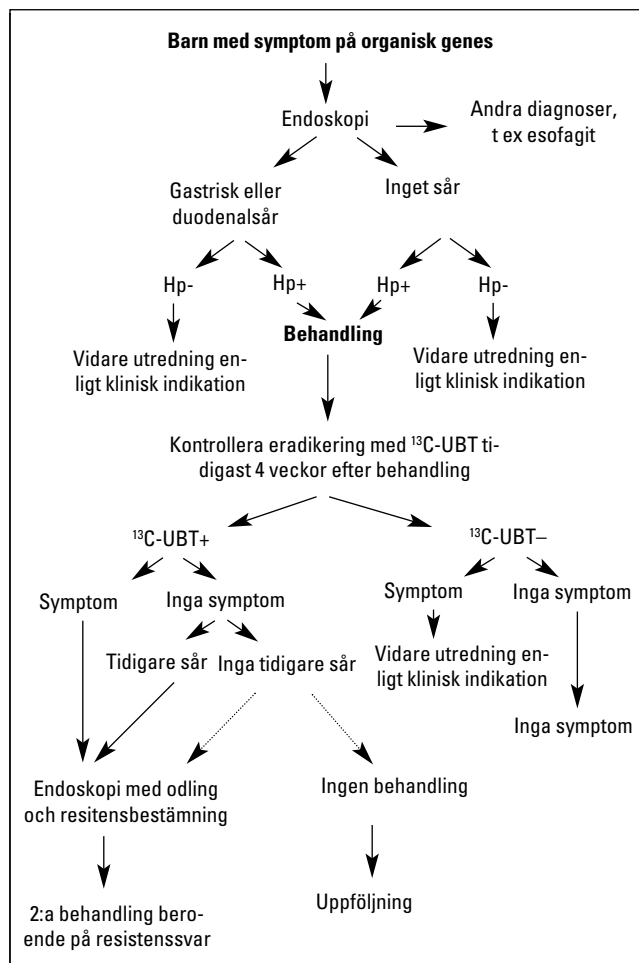 Barn med symptom på organisk genes
Endoskopi
Andra diagnoser,
t ex esofagit
Gastrisk eller
duodenalsår
Inget sår
Hp-
Hp+
Hp+
Hp-
Behandling
Vidare utredning en-
ligt klinisk indikation
Vidare utredning en-
ligt klinisk indikation
Kontrollera eradikering med ¹³C-UBT ti-
digast 4 veckor efter behandling
¹³C-UBT+
¹³C-UBT–
Symptom
Inga symptom
Symptom
Inga symptom
Tidigare sår
Inga tidigare sår
Vidare utredning en-
ligt klinisk indikation
Inga symptom
Endoskopi med odling
och resitensbestämning
Ingen behandling
2:a behandling bero-
ende på resistenssvar
Uppföljning